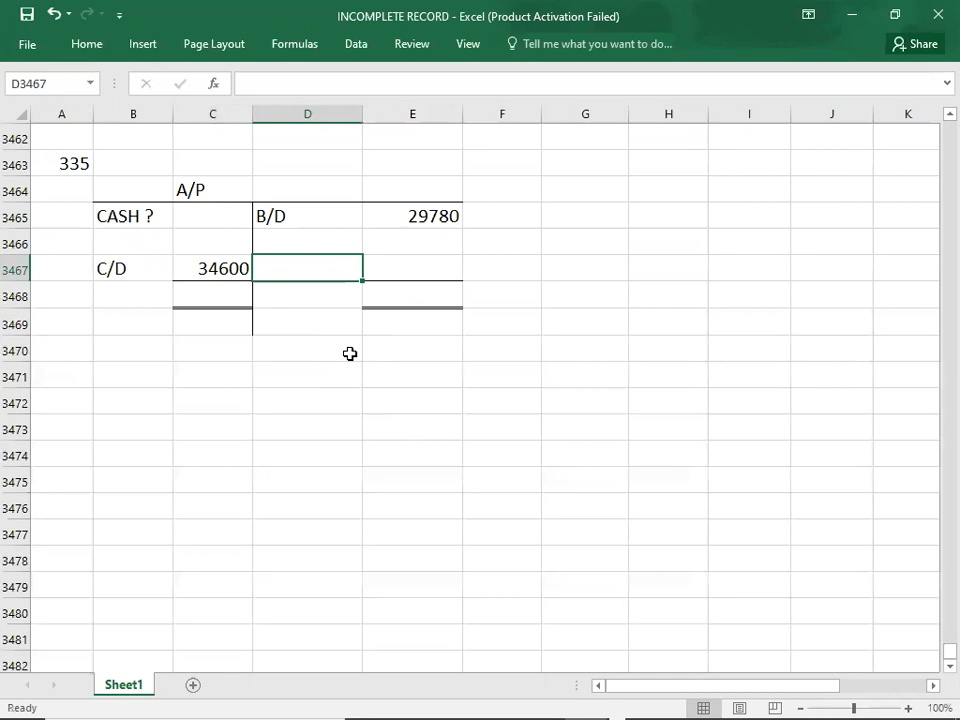 INCOMPLETE RECORD - Excel (Product Activation Failed)
File Home Insert Page Layout Formulas Data Review View Tell me what you want to do... Share
D3467 fx
A B C D E F G H I J K
3462
3463 335
3464 A/P
3465 CASH ? B/D 29780
3466
3467 C/D 34600
3468
3469
3470
3471
3472
3473
3474
3475
3476
3477
3478
3479
3480
3481
3482
Sheet1
Ready 100%